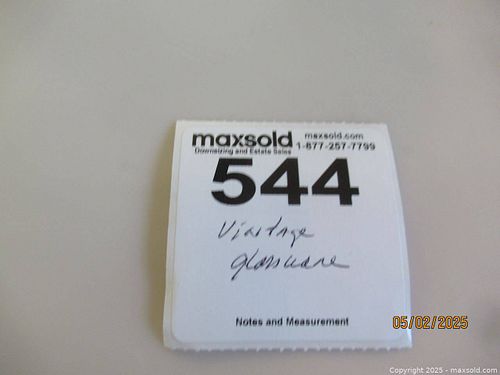 maxsold maxsold.com
Downsizing and Estate Sales 1-877-257-7799
544
Vintage
glassware
Notes and Measurement
05/02/2025
Copyright 2025 - maxsold.com